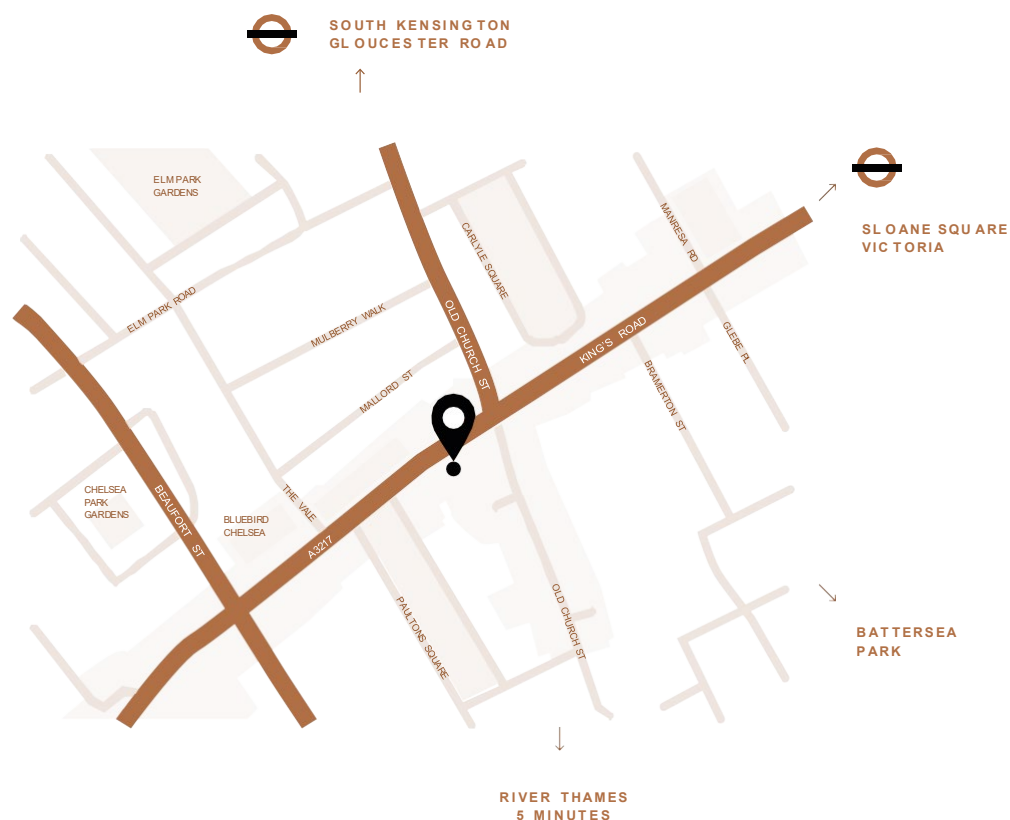 SOUTH KENSINGTON
GLOUCESTER ROAD
SLOANE SQUARE
VICTORIA
ELM PARK
GARDENS
MANRESA RD
CARLYLE SQUARE
ELM PARK ROAD
MULBERRY WALK
OLD CHURCH ST
KING'S ROAD
GLEBE PL
MALLORD ST
BRAMERTON ST
CHELSEA
PARK
GARDENS
BEAUFORT ST
THE VALE
BLUEBIRD
CHELSEA
A3217
PAULTONS SQUARE
OLD CHURCH ST
BATTERSEA
PARK
RIVER THAMES
5 MINUTES